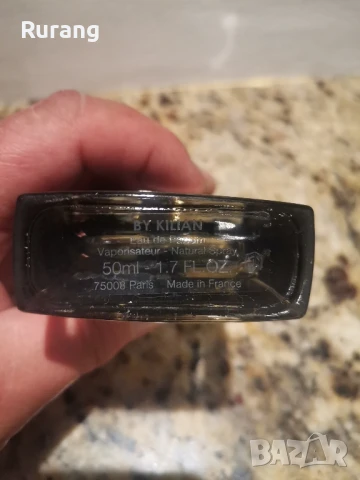 Rurang
BY KILIAN
Eau de Parfum
Vaporisateur - Natural Spray
50ml - 1.7 FL OZ
75008 Paris Made in France
BAZAR